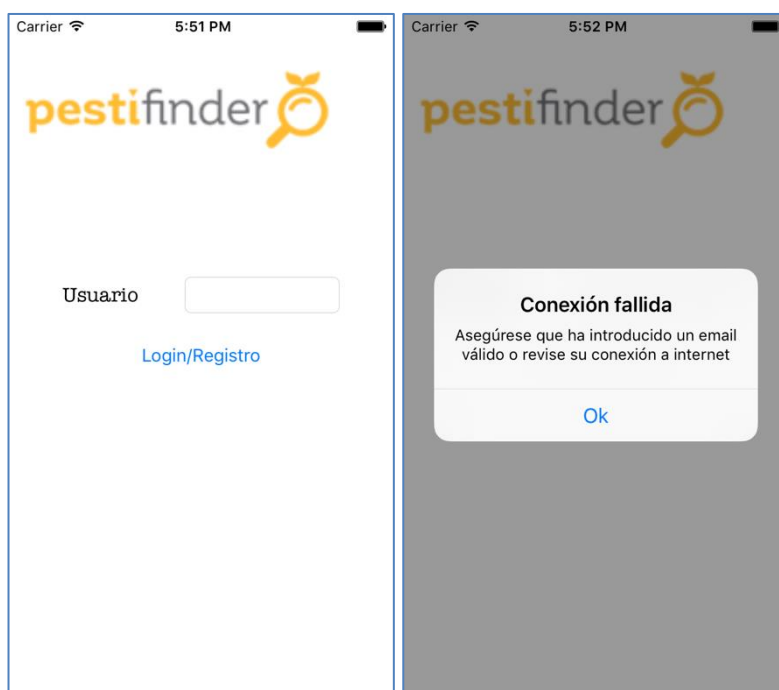 Carrier 5:51 PM
pestifinder
Usuario
Login/Registro
Carrier 5:52 PM
pestifinder
Conexión fallida
Asegúrese que ha introducido un email
válido o revise su conexión a internet
Ok